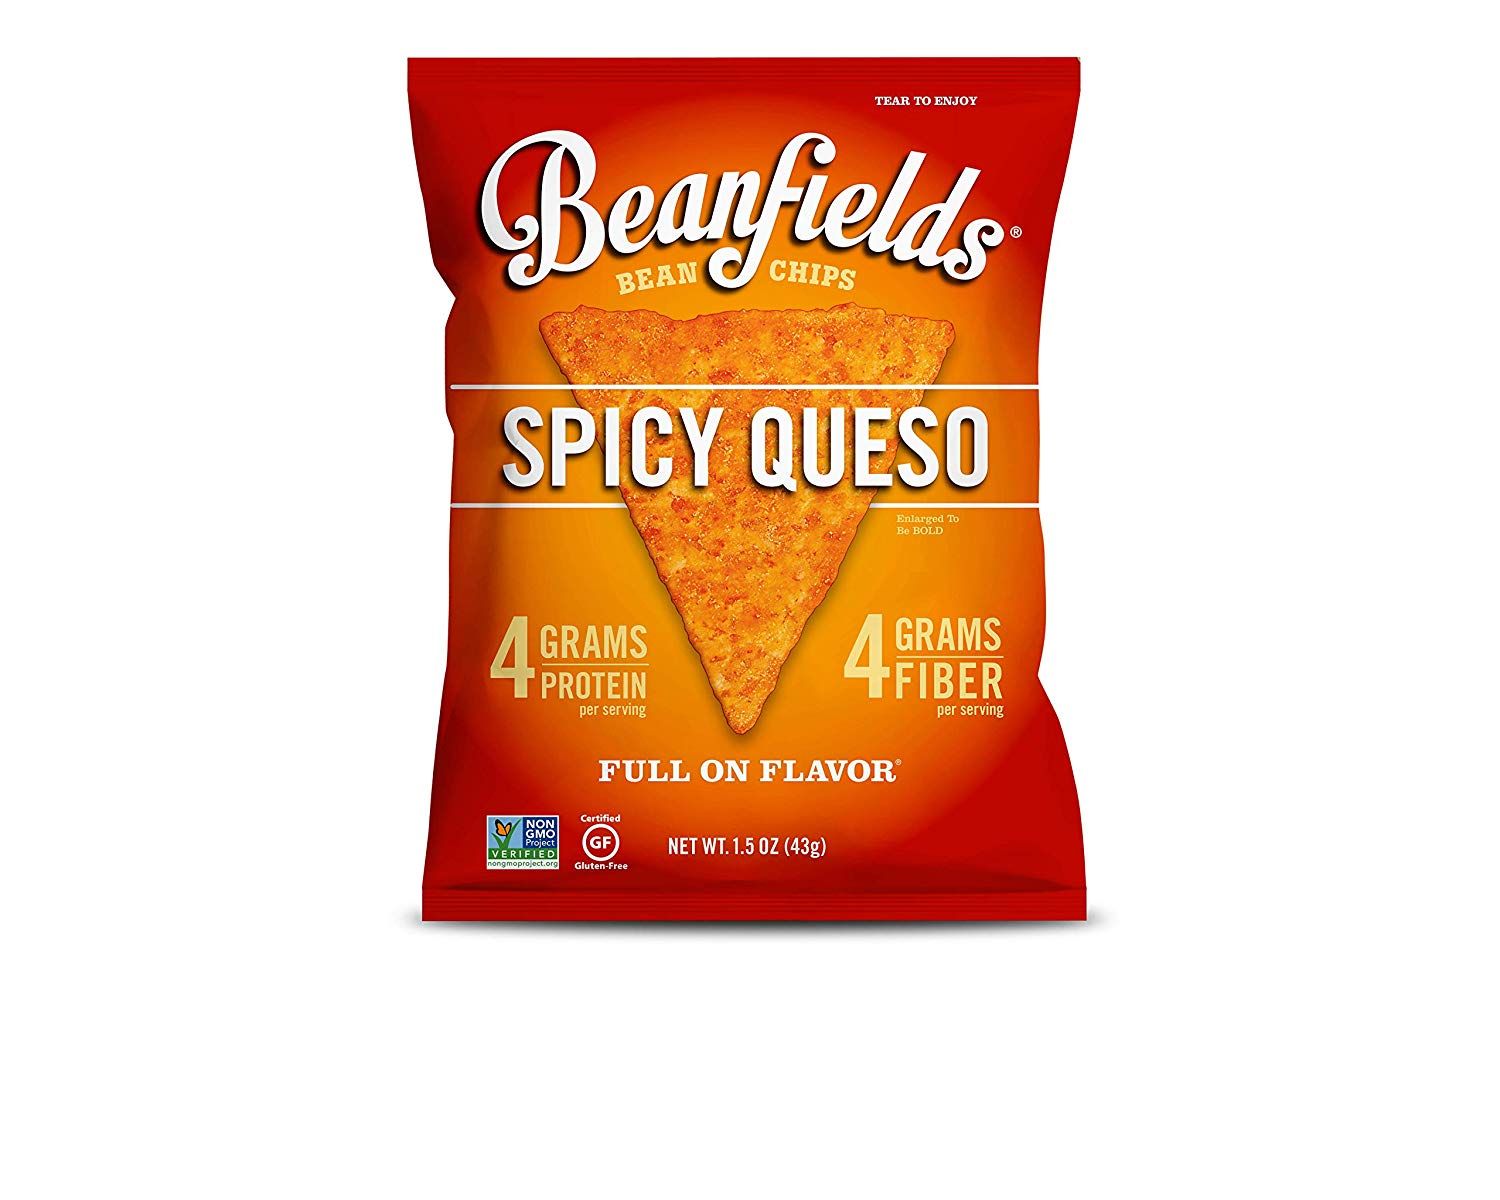 TEAR TO ENJOY
Beanfields®
BEAN CHIPS
SPICY QUESO
Enlarged To
Be BOLD
4 GRAMS
PROTEIN
per serving
4 GRAMS
FIBER
per serving
FULL ON FLAVOR®
NON
GMO
Project
VERIFIED
nongmoproject.org
Certified
GF
Gluten-Free
NET WT. 1.5 OZ (43g)